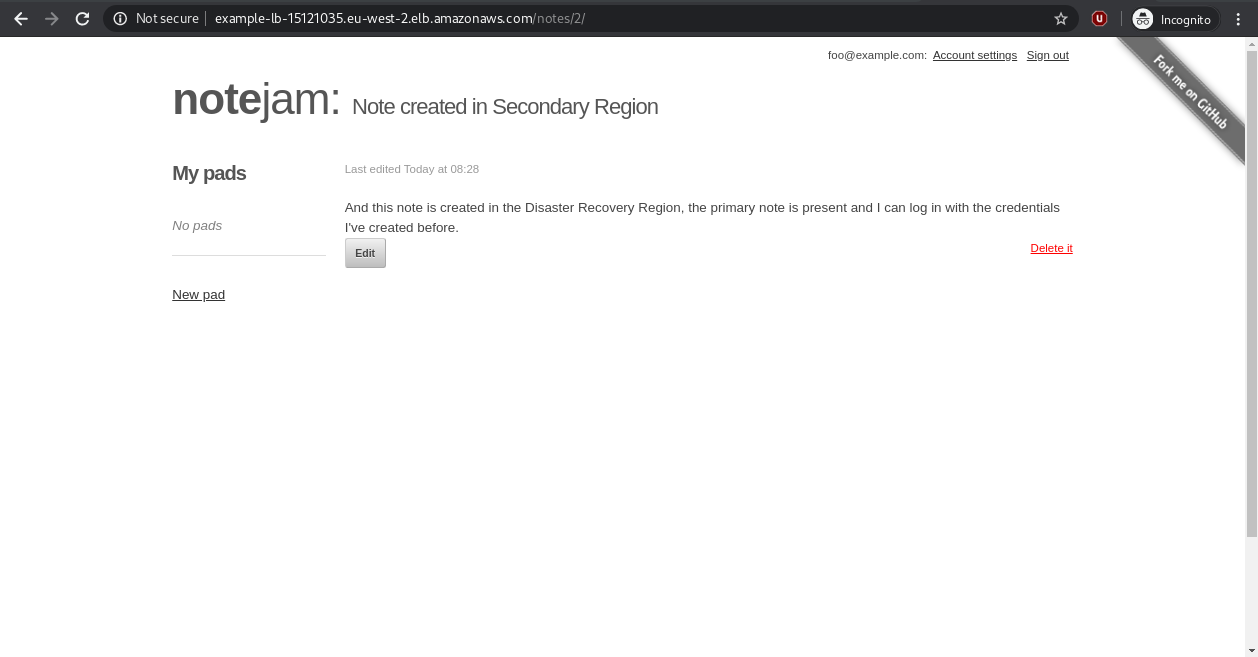 Not secure
example-lb-15121035.eu-west-2.elb.amazonaws.com/notes/2/
Incognito
foo@example.com: Account settings Sign out
Fork me on GitHub
notejam: Note created in Secondary Region
My pads
Last edited Today at 08:28
And this note is created in the Disaster Recovery Region, the primary note is present and I can log in with the credentials
I've created before.
No pads
Edit
Delete it
New pad